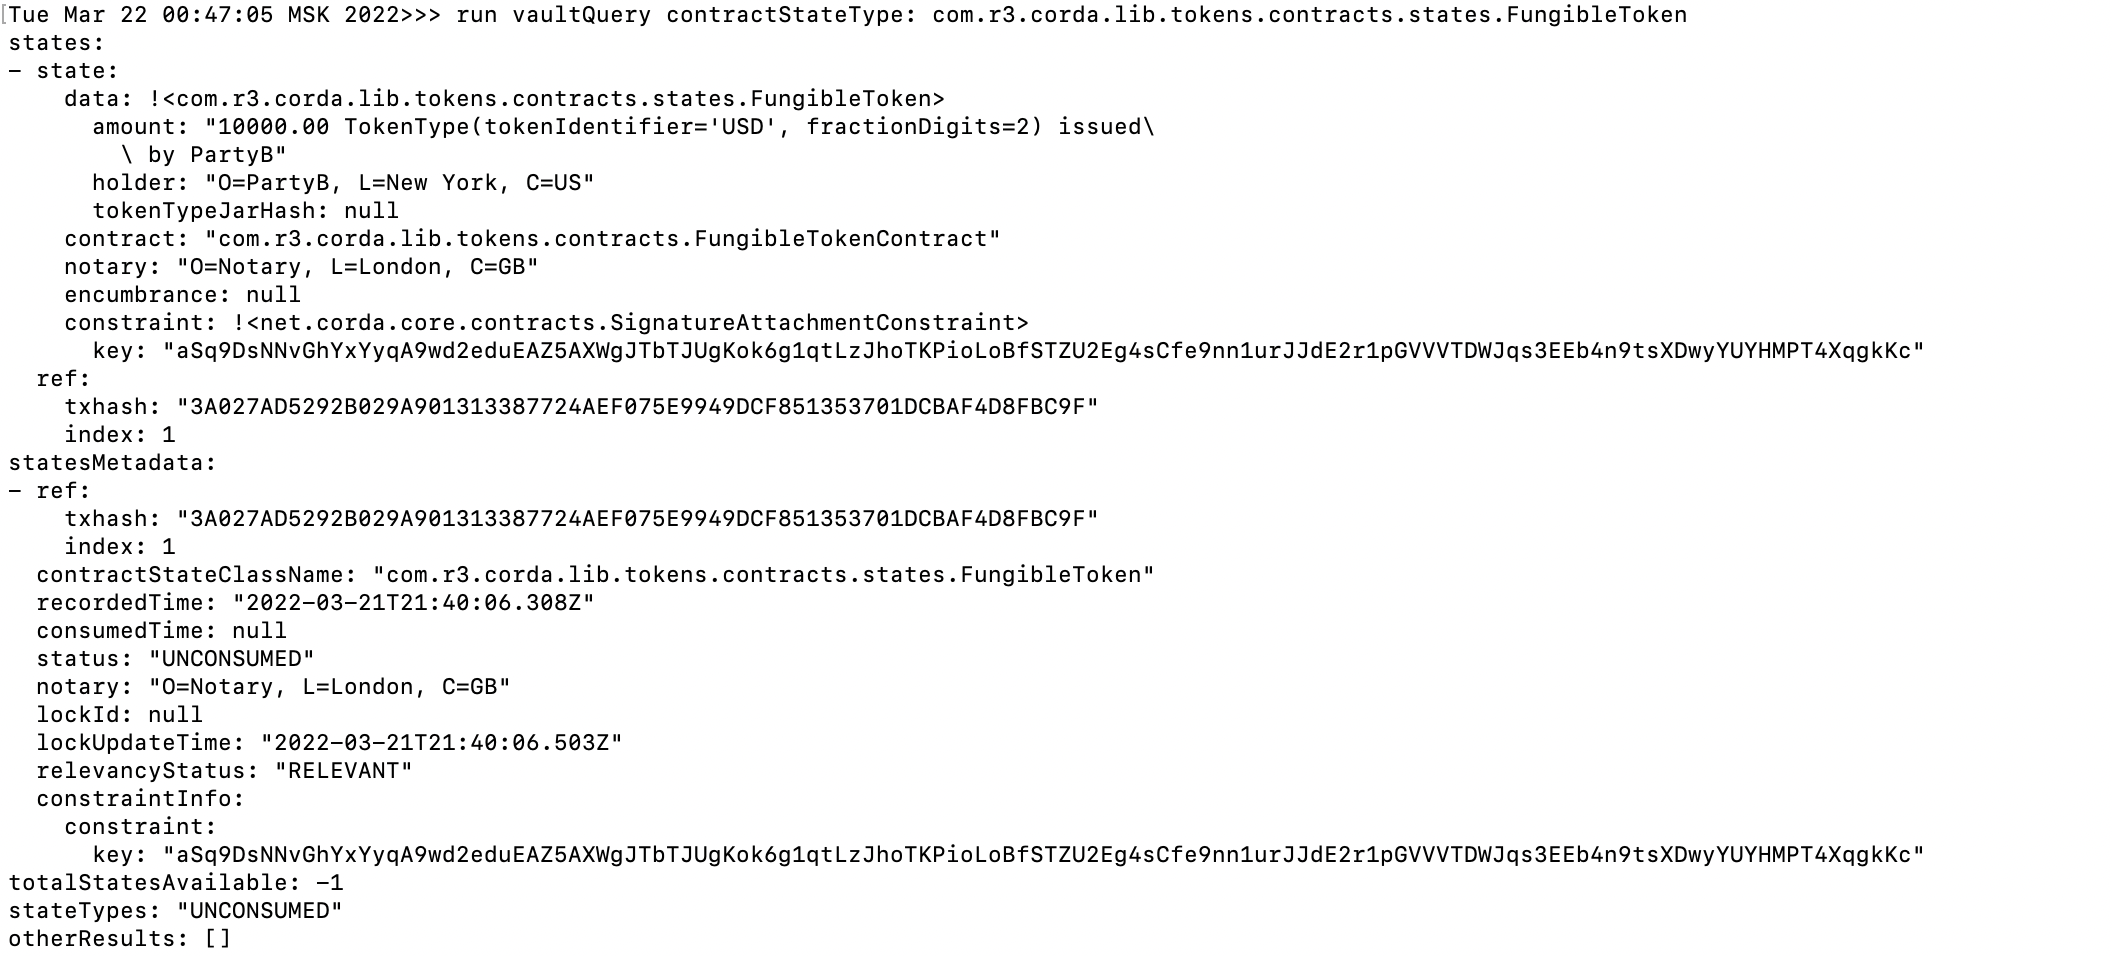 [Tue Mar 22 00:47:05 MSK 2022>>> run vaultQuery contractStateType: com.r3.corda.lib.tokens.contracts.states.FungibleToken
states:
- state:
    data: !<com.r3.corda.lib.tokens.contracts.states.FungibleToken>
      amount: "10000.00 TokenType(tokenIdentifier='USD', fractionDigits=2) issued\
        \ by PartyB"
      holder: "O=PartyB, L=New York, C=US"
      tokenTypeJarHash: null
    contract: "com.r3.corda.lib.tokens.contracts.FungibleTokenContract"
    notary: "O=Notary, L=London, C=GB"
    encumbrance: null
    constraint: !<net.corda.core.contracts.SignatureAttachmentConstraint>
      key: "aSq9DsNNvGhYxYyqA9wd2eduEAZ5AXWgJTbTJUgKok6g1qtLzJhoTKPioLoBfSTZU2Eg4sCfe9nn1urJJdE2r1pGVVVTDWJqs3EEb4n9tsXDwyYUYHMPT4XqgkKc"
  ref:
    txhash: "3A027AD5292B029A901313387724AEF075E9949DCF851353701DCBAF4D8FBC9F"
    index: 1
statesMetadata:
- ref:
    txhash: "3A027AD5292B029A901313387724AEF075E9949DCF851353701DCBAF4D8FBC9F"
    index: 1
  contractStateClassName: "com.r3.corda.lib.tokens.contracts.states.FungibleToken"
  recordedTime: "2022-03-21T21:40:06.308Z"
  consumedTime: null
  status: "UNCONSUMED"
  notary: "O=Notary, L=London, C=GB"
  lockId: null
  lockUpdateTime: "2022-03-21T21:40:06.503Z"
  relevancyStatus: "RELEVANT"
  constraintInfo:
    constraint:
      key: "aSq9DsNNvGhYxYyqA9wd2eduEAZ5AXWgJTbTJUgKok6g1qtLzJhoTKPioLoBfSTZU2Eg4sCfe9nn1urJJdE2r1pGVVVTDWJqs3EEb4n9tsXDwyYUYHMPT4XqgkKc"
totalStatesAvailable: -1
stateTypes: "UNCONSUMED"
otherResults: []